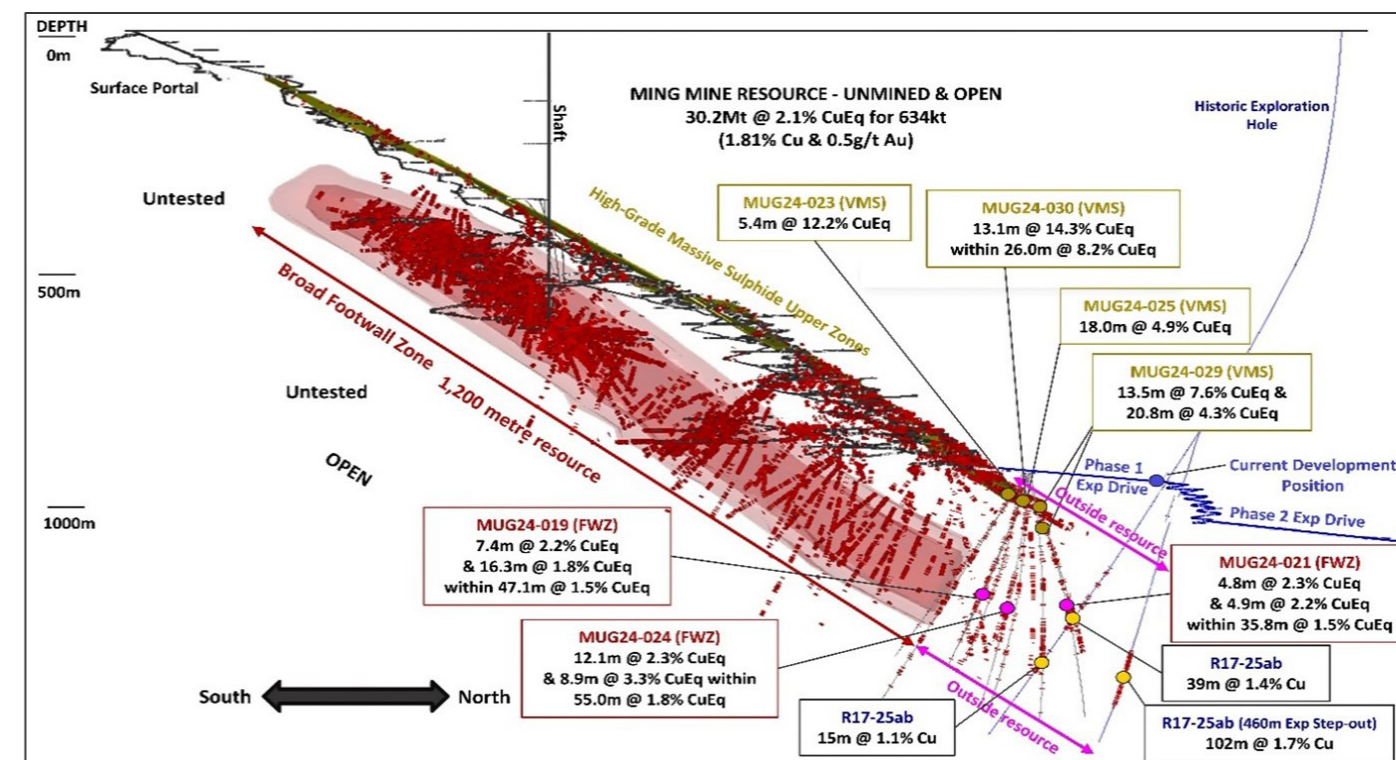 DEPTH
0m
Surface Portal
Shaft
MING MINE RESOURCE - UNMINED & OPEN
30.2Mt @ 2.1% CuEq for 634kt
(1.81% Cu & 0.5g/t Au)
Historic Exploration
Hole
Untested
High-Grade Massive Sulphide Upper Zones
MUG24-023 (VMS)
5.4m @ 12.2% CuEq
MUG24-030 (VMS)
13.1m @ 14.3% CuEq
within 26.0m @ 8.2% CuEq
500m
Broad Footwall Zone 1,200 metre resource
MUG24-025 (VMS)
18.0m @ 4.9% CuEq
MUG24-029 (VMS)
13.5m @ 7.6% CuEq &
20.8m @ 4.3% CuEq
Untested
OPEN
Phase 1
Exp Drive
Current Development
Position
Phase 2 Exp Drive
Outside resource
1000m
MUG24-019 (FWZ)
7.4m @ 2.2% CuEq
& 16.3m @ 1.8% CuEq
within 47.1m @ 1.5% CuEq
MUG24-021 (FWZ)
4.8m @ 2.3% CuEq
& 4.9m @ 2.2% CuEq
within 35.8m @ 1.5% CuEq
MUG24-024 (FWZ)
12.1m @ 2.3% CuEq
& 8.9m @ 3.3% CuEq within
55.0m @ 1.8% CuEq
R17-25ab
39m @ 1.4% Cu
South
North
Outside resource
R17-25ab
15m @ 1.1% Cu
R17-25ab (460m Exp Step-out)
102m @ 1.7% Cu